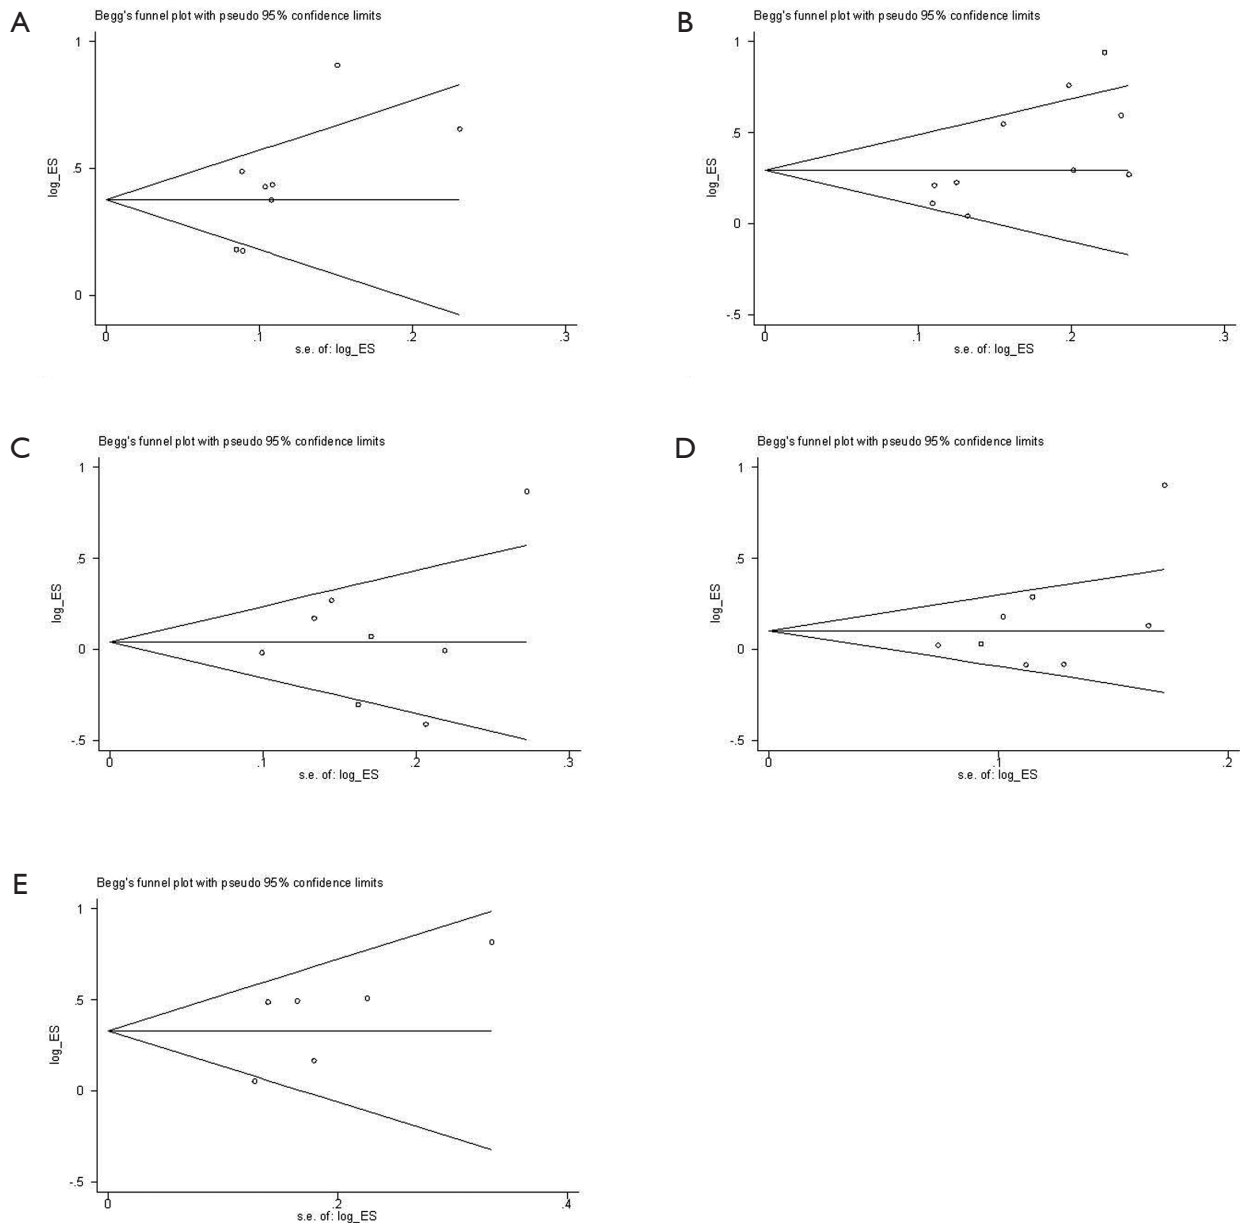 A
Begg's funnel plot with pseudo 95% confidence limits
1
.5
0
log_ES
0 .1 .2 .3
s.e. of: log_ES
B
Begg's funnel plot with pseudo 95% confidence limits
1
.5
0
-.5
log_ES
0 .1 .2 .3
s.e. of: log_ES
C
Begg's funnel plot with pseudo 95% confidence limits
1
.5
0
-.5
log_ES
0 .1 .2 .3
s.e. of: log_ES
D
Begg's funnel plot with pseudo 95% confidence limits
1
.5
0
-.5
log_ES
0 .1 .2
s.e. of: log_ES
E
Begg's funnel plot with pseudo 95% confidence limits
1
.5
0
-.5
log_ES
0 .2 .4
s.e. of: log_ES